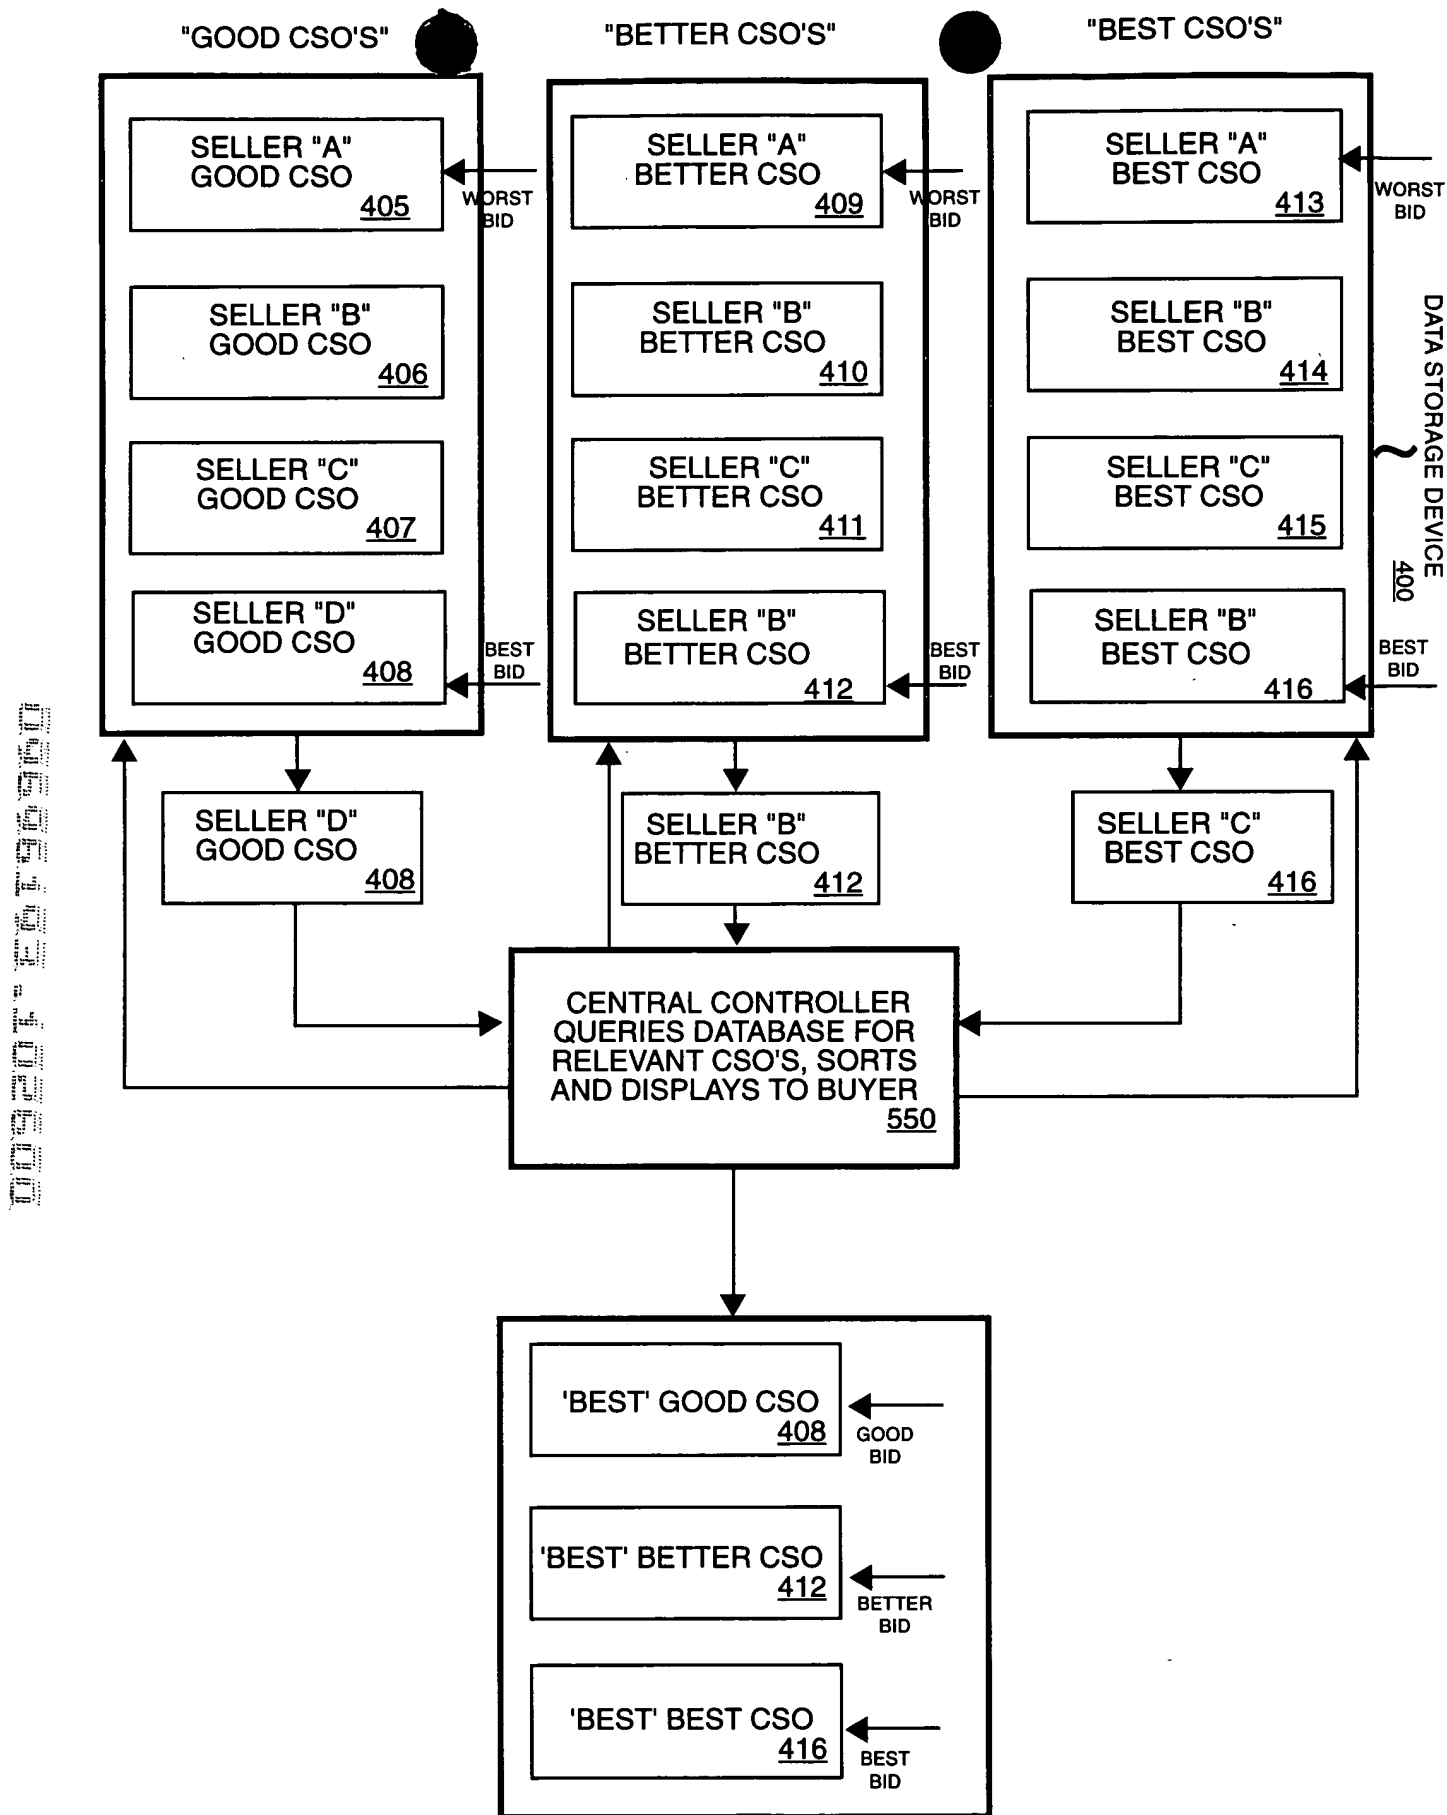 "GOOD CSO'S"
"BETTER CSO'S"
"BEST CSO'S"
SELLER "A"
GOOD CSO
405
WORST
BID
SELLER "B"
GOOD CSO
406
SELLER "C"
GOOD CSO
407
SELLER "D"
GOOD CSO
408
BEST
BID
SELLER "A"
BETTER CSO
409
WORST
BID
SELLER "B"
BETTER CSO
410
SELLER "C"
BETTER CSO
411
SELLER "B"
BETTER CSO
412
BEST
BID
SELLER "A"
BEST CSO
413
WORST
BID
SELLER "B"
BEST CSO
414
SELLER "C"
BEST CSO
415
SELLER "B"
BEST CSO
416
BEST
BID
DATA STORAGE DEVICE
400
SELLER "D"
GOOD CSO
408
SELLER "B"
BETTER CSO
412
SELLER "C"
BEST CSO
416
CENTRAL CONTROLLER
QUERIES DATABASE FOR
RELEVANT CSO'S, SORTS
AND DISPLAYS TO BUYER
550
'BEST' GOOD CSO
408
GOOD
BID
'BEST' BETTER CSO
412
BETTER
BID
'BEST' BEST CSO
416
BEST
BID